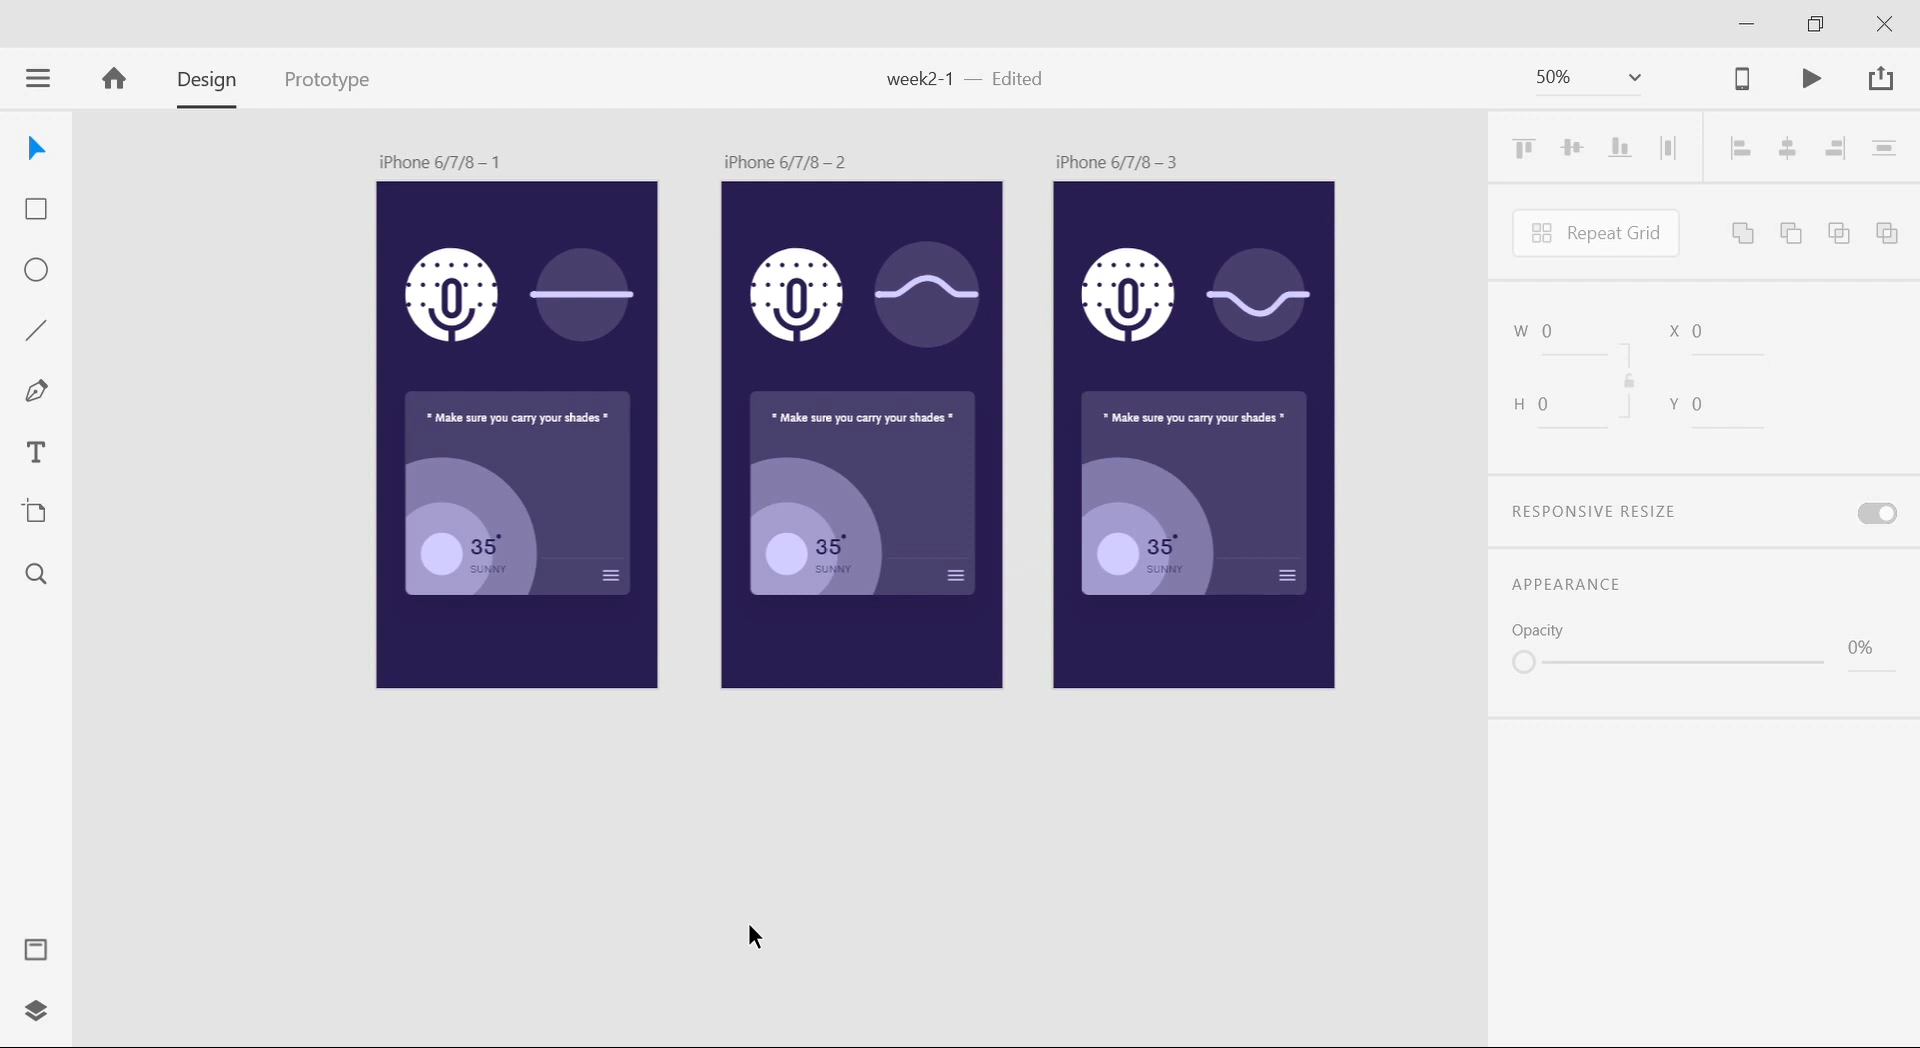 Design Prototype week2-1 — Edited 50%
iPhone 6/7/8 – 1 iPhone 6/7/8 – 2 iPhone 6/7/8 – 3
" Make sure you carry your shades " " Make sure you carry your shades " " Make sure you carry your shades "
35° 35° 35°
SUNNY SUNNY SUNNY
Repeat Grid
W 0 X 0
H 0 Y 0
RESPONSIVE RESIZE
APPEARANCE
Opacity
0%